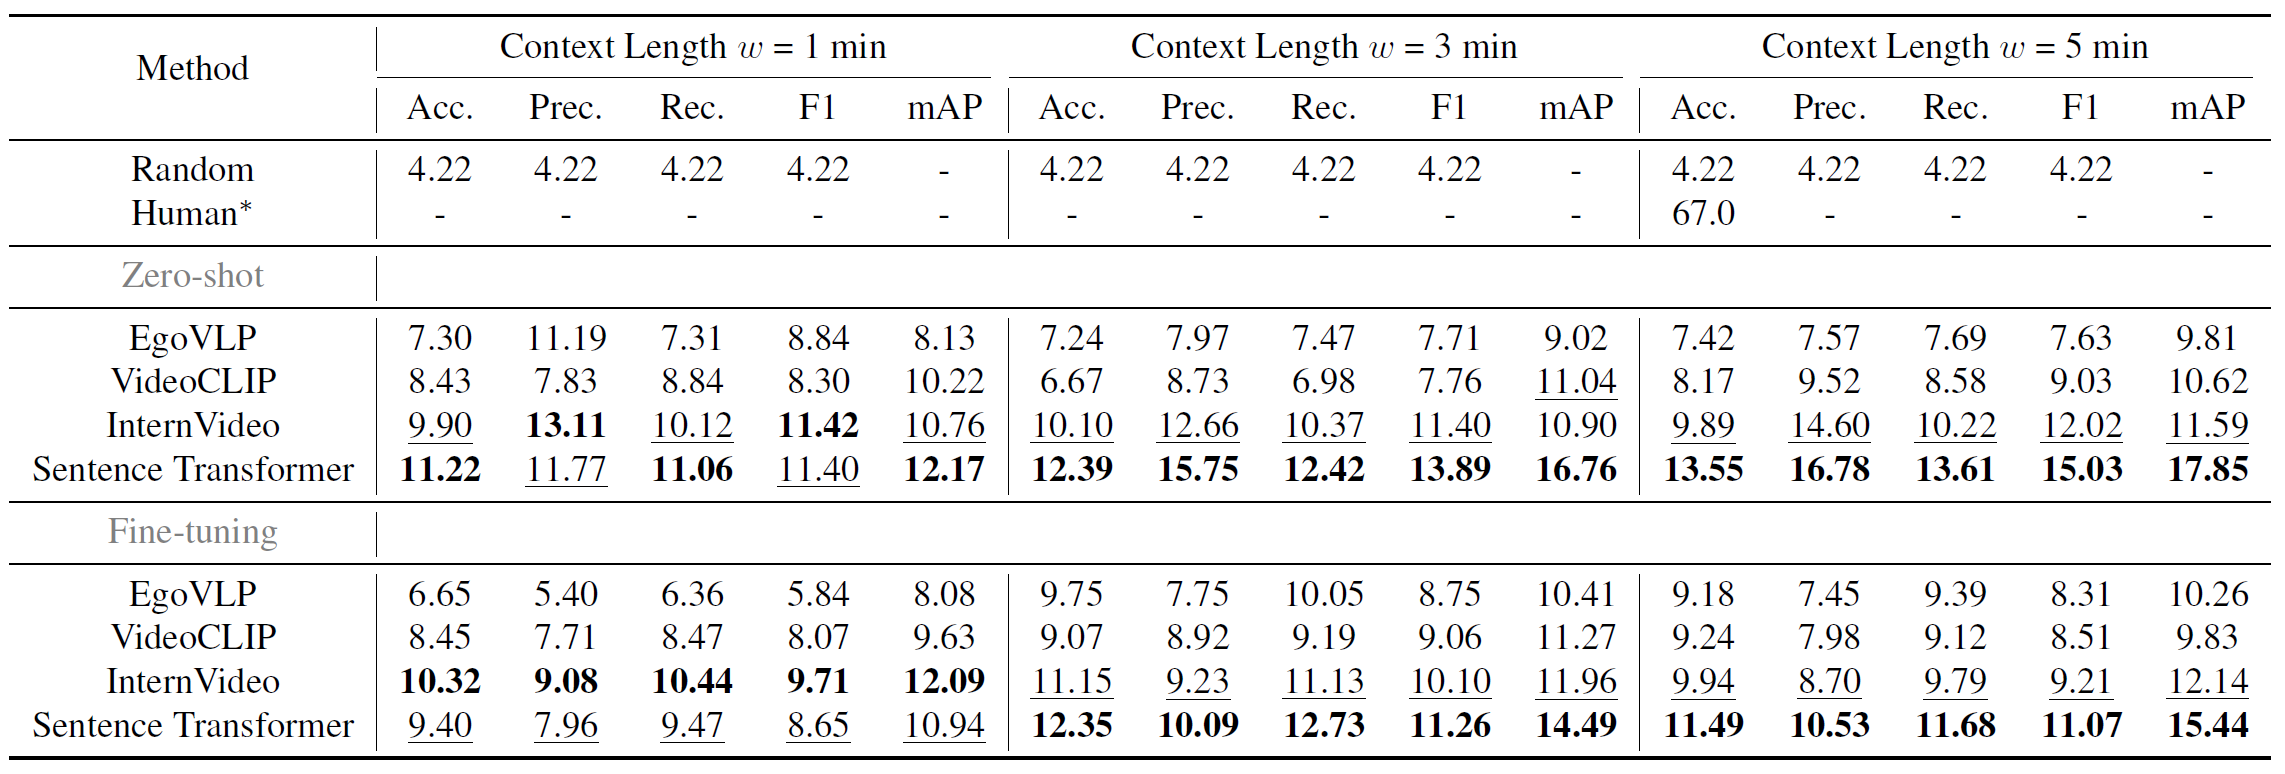 Method Context Length w = 1 min Context Length w = 3 min Context Length w = 5 min
Acc. Prec. Rec. F1 mAP Acc. Prec. Rec. F1 mAP Acc. Prec. Rec. F1 mAP
Random 4.22 4.22 4.22 4.22 - 4.22 4.22 4.22 4.22 - 4.22 4.22 4.22 4.22 -
Human* - - - - - - - - - - 67.0 - - - -
Zero-shot
EgoVLP 7.30 11.19 7.31 8.84 8.13 7.24 7.97 7.47 7.71 9.02 7.42 7.57 7.69 7.63 9.81
VideoCLIP 8.43 7.83 8.84 8.30 10.22 6.67 8.73 6.98 7.76 11.04 8.17 9.52 8.58 9.03 10.62
InternVideo 9.90 13.11 10.12 11.42 10.76 10.10 12.66 10.37 11.40 10.90 9.89 14.60 10.22 12.02 11.59
Sentence Transformer 11.22 11.77 11.06 11.40 12.17 12.39 15.75 12.42 13.89 16.76 13.55 16.78 13.61 15.03 17.85
Fine-tuning
EgoVLP 6.65 5.40 6.36 5.84 8.08 9.75 7.75 10.05 8.75 10.41 9.18 7.45 9.39 8.31 10.26
VideoCLIP 8.45 7.71 8.47 8.07 9.63 9.07 8.92 9.19 9.06 11.27 9.24 7.98 9.12 8.51 9.83
InternVideo 10.32 9.08 10.44 9.71 12.09 11.15 9.23 11.13 10.10 11.96 9.94 8.70 9.79 9.21 12.14
Sentence Transformer 9.40 7.96 9.47 8.65 10.94 12.35 10.09 12.73 11.26 14.49 11.49 10.53 11.68 11.07 15.44